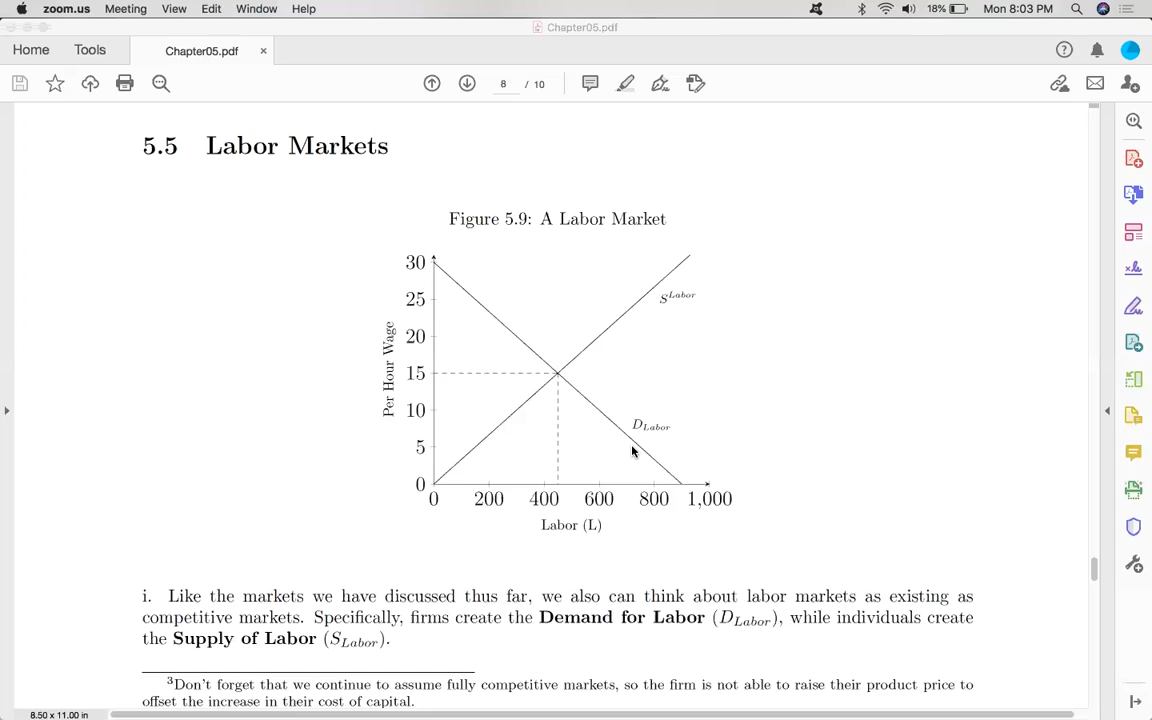 zoom.us Meeting View Edit Window Help 18% Mon 8:03 PM
Chapter05.pdf
Home Tools Chapter05.pdf ×
8 / 10
5.5 Labor Markets
Figure 5.9: A Labor Market
30
25
20
15
10
5
0
Per Hour Wage
S^Labor
D_Labor
0 200 400 600 800 1,000
Labor (L)
i. Like the markets we have discussed thus far, we also can think about labor markets as existing as
competitive markets. Specifically, firms create the Demand for Labor (D_Labor), while individuals create
the Supply of Labor (S_Labor).
3Don't forget that we continue to assume fully competitive markets, so the firm is not able to raise their product price to
offset the increase in their cost of capital.
8.50 x 11.00 in